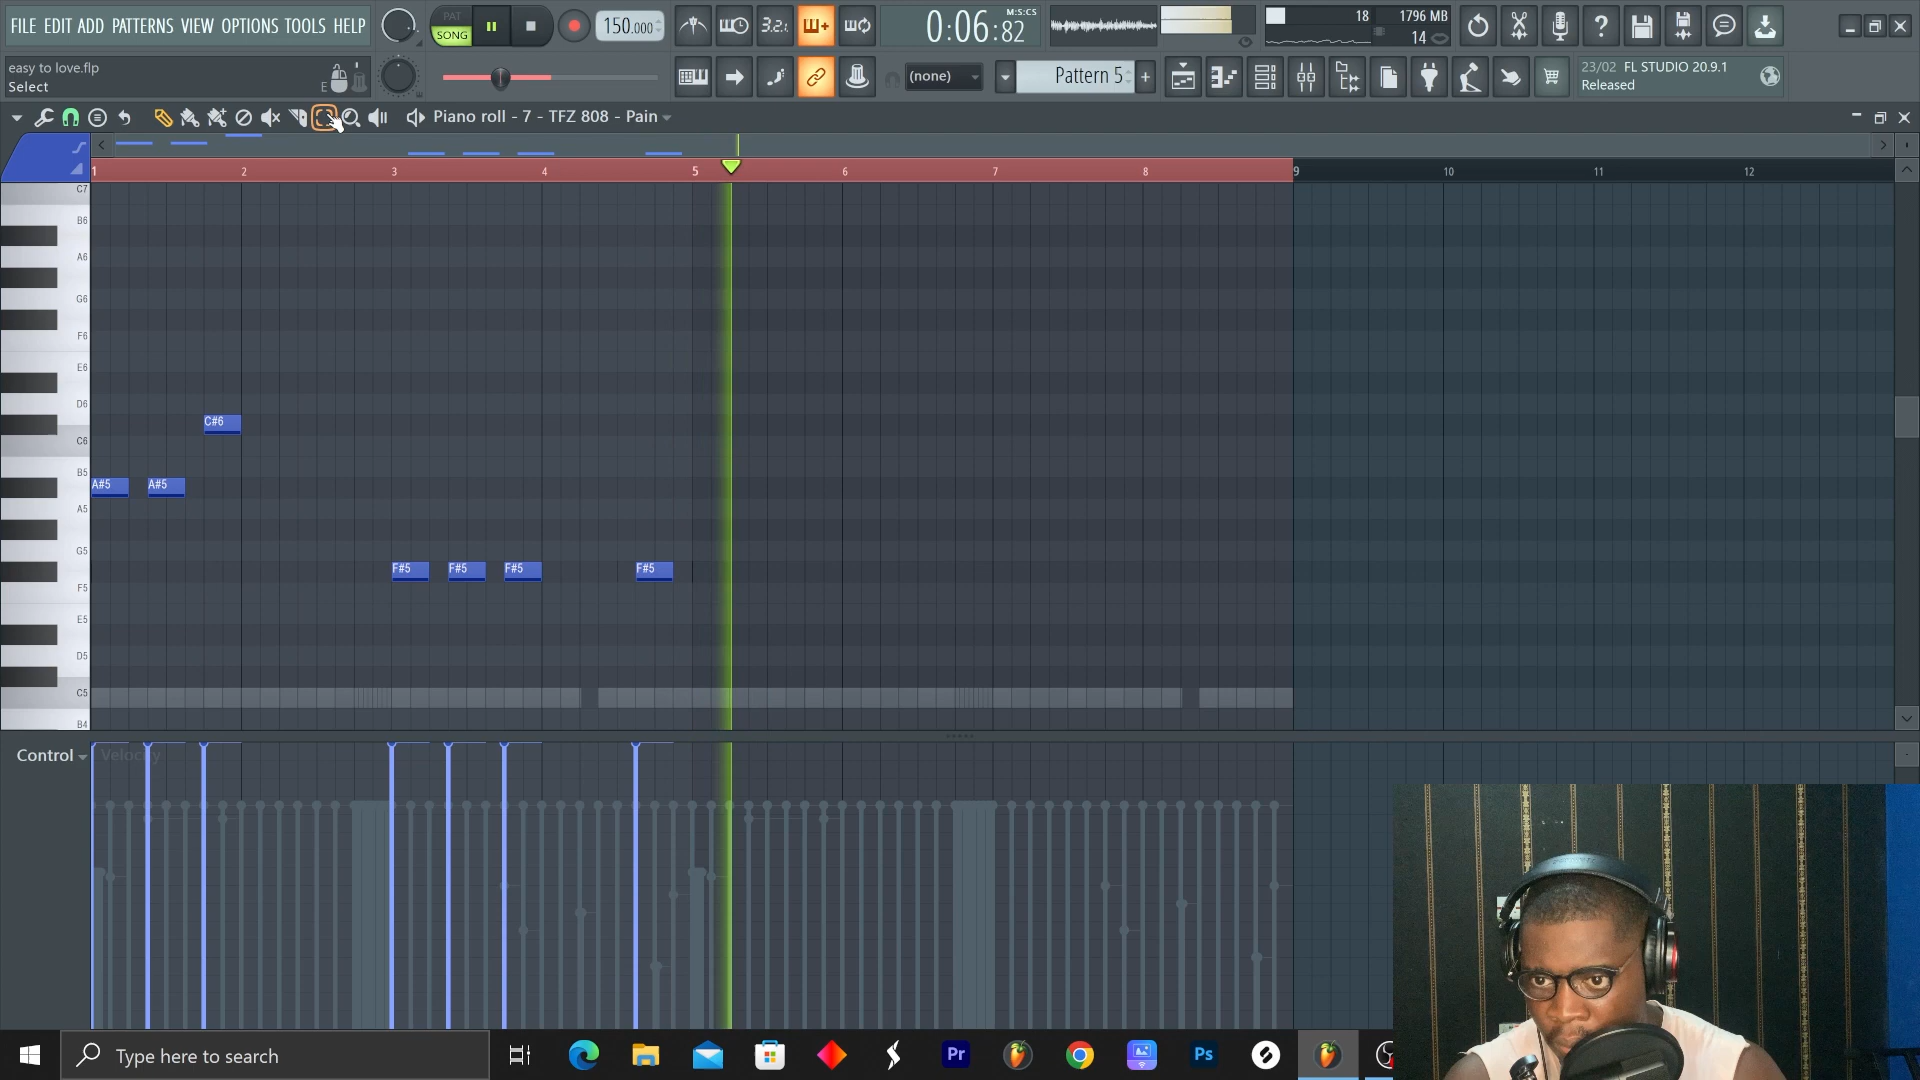 FILE EDIT ADD PATTERNS VIEW OPTIONS TOOLS HELP
PAT
SONG
150.000
3.2.
0:06:82
M:S:CS
18
1796 MB
14
easy to love.flp
Select
E
(none)
Pattern 5
23/02 FL STUDIO 20.9.1
Released
Piano roll - 7 - TFZ 808 - Pain
1 2 3 4 5 6 7 8 9 10 11 12
C7
B6
A6
G6
F6
E6
D6
C#6
C6
B5
A#5 A#5
A5
G5
F#5 F#5 F#5 F#5
F5
E5
D5
C5
B4
Control
Velocity
Type here to search
Pr
Ps